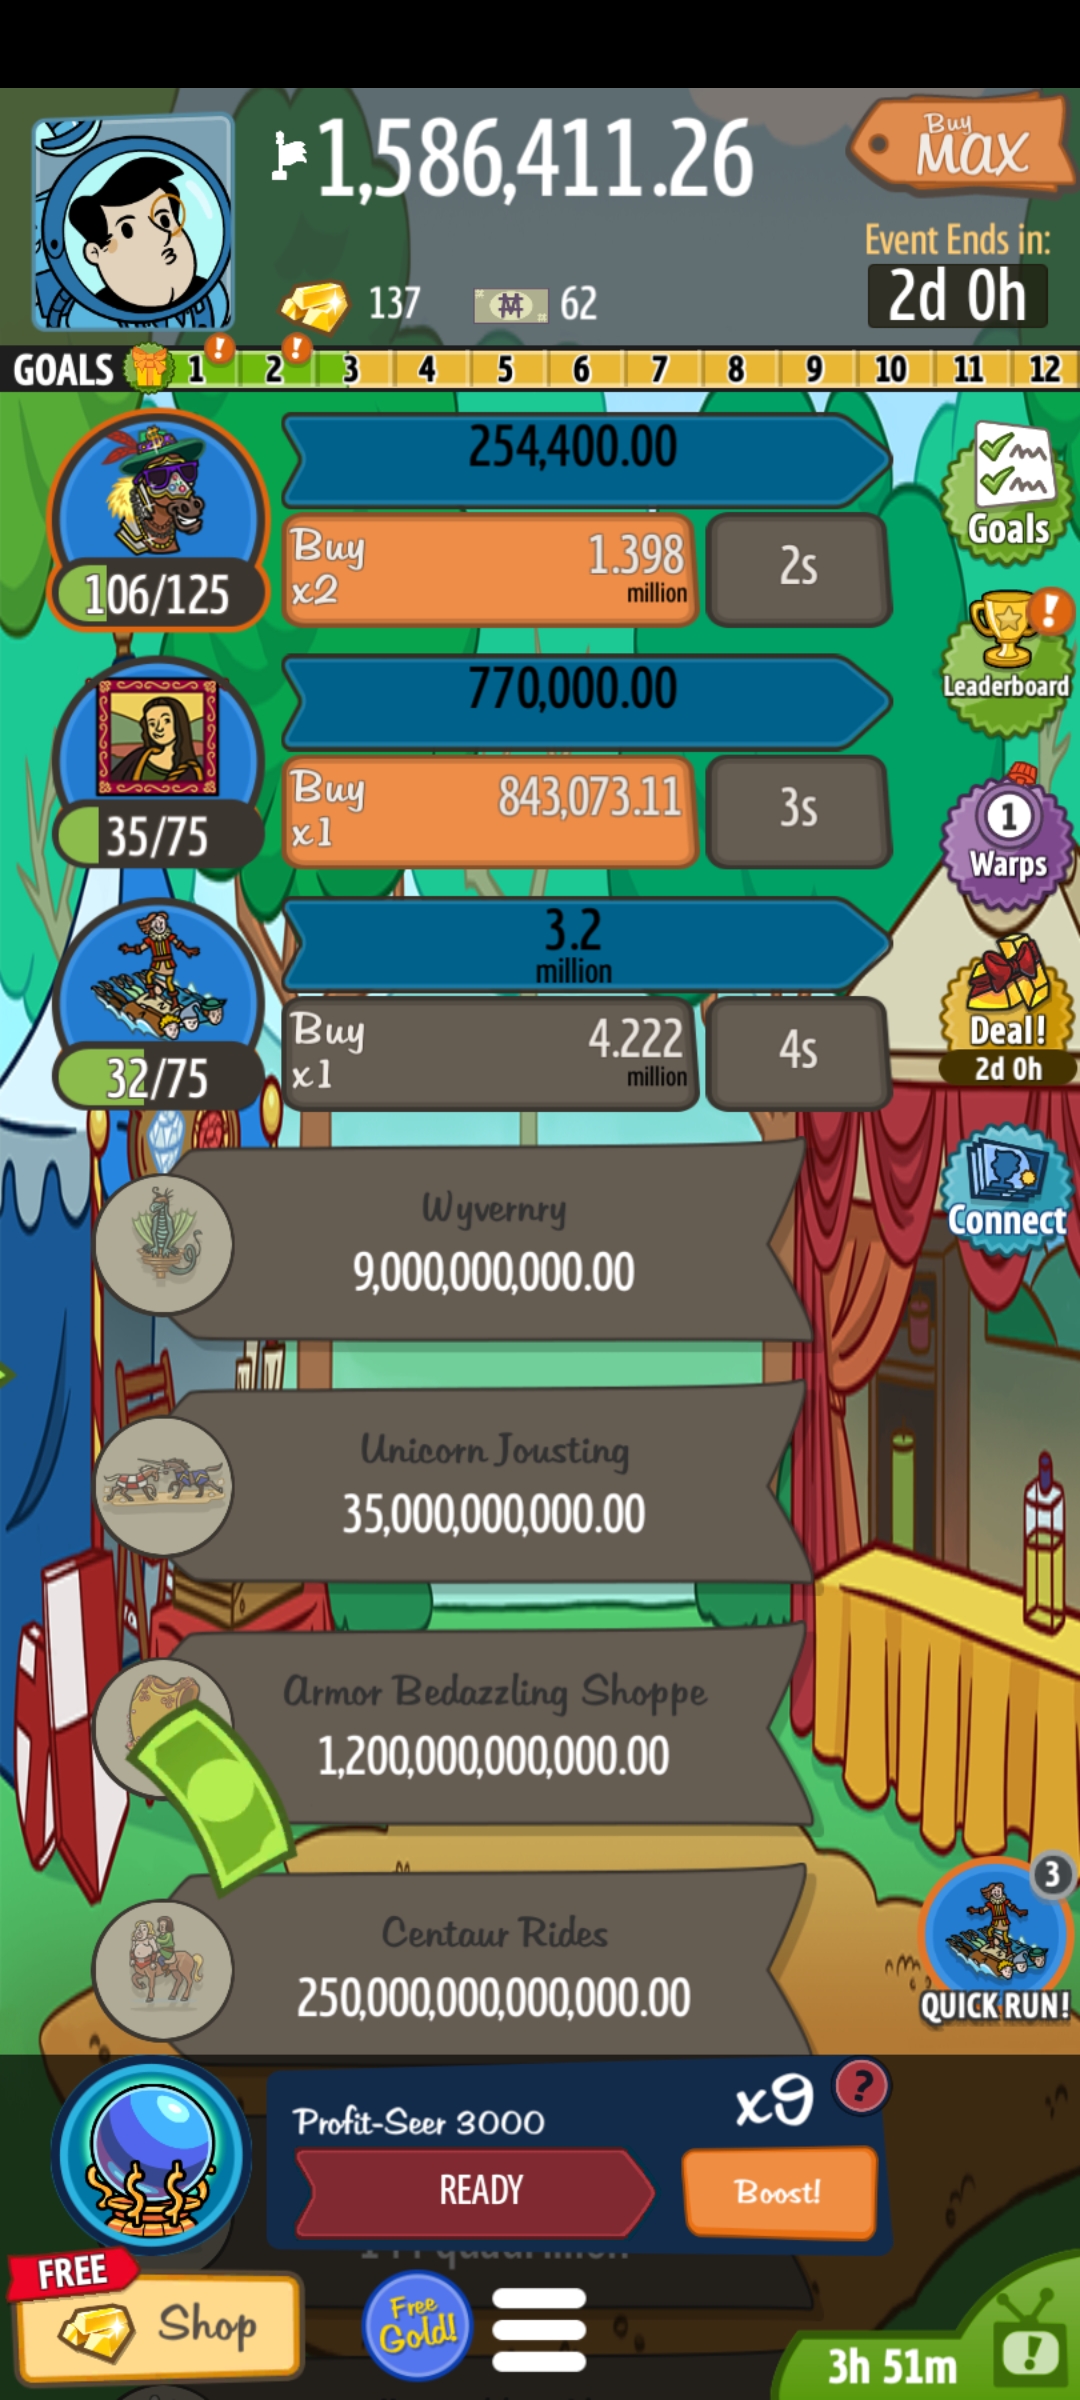 1,586,411.26
Buy
MAX
Event Ends in:
2d 0h
137
62
GOALS 1 ! 2 ! 3 4 5 6 7 8 9 10 11 12
254,400.00
Buy
x2
1.398
million
2s
106/125
Goals
!
Leaderboard
770,000.00
Buy
x1
843,073.11
3s
35/75
1
Warps
3.2
million
Buy
x1
4.222
million
4s
32/75
Deal!
2d 0h
Connect
Wyvernry
9,000,000,000.00
Unicorn Jousting
35,000,000,000.00
Armor Bedazzling Shoppe
1,200,000,000,000.00
Centaur Rides
250,000,000,000,000.00
3
QUICK RUN!
Profit-Seer 3000
x9
?
READY
Boost!
FREE
Shop
Free
Gold!
3h 51m
!